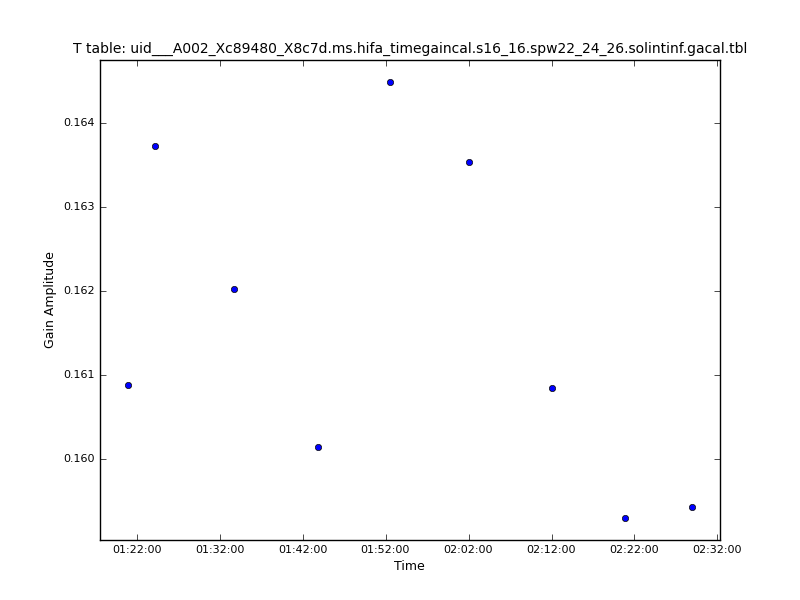 T table: uid___A002_Xc89480_X8c7d.ms.hifa_timegaincal.s16_16.spw22_24_26.solintinf.gacal.tbl
0.164
0.163
0.162
0.161
0.160
Gain Amplitude
01:22:00 01:32:00 01:42:00 01:52:00 02:02:00 02:12:00 02:22:00 02:32:00
Time